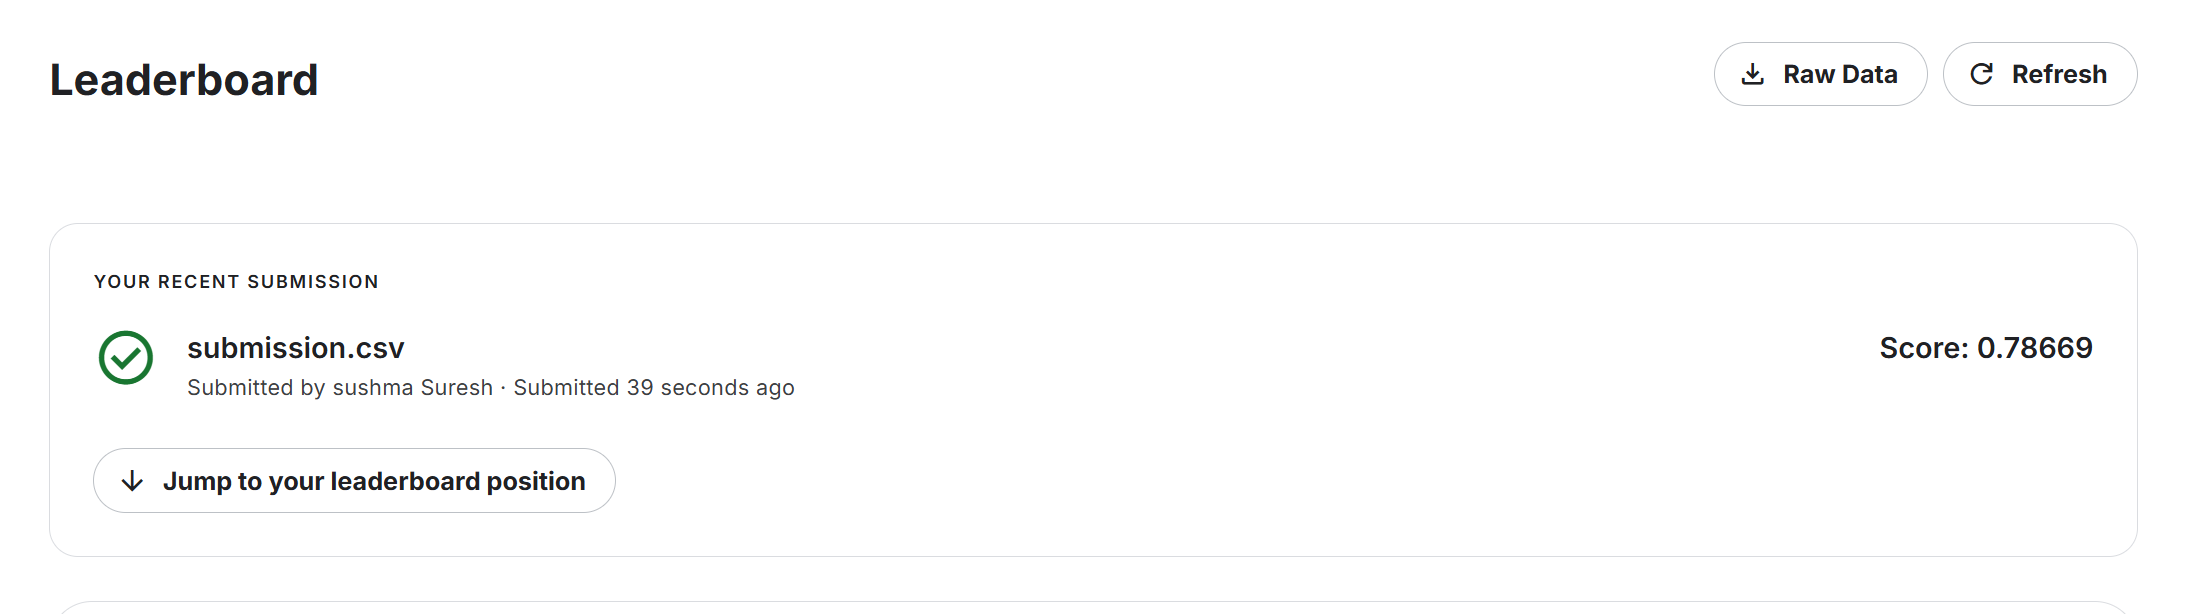 Leaderboard
Raw Data
Refresh
YOUR RECENT SUBMISSION
submission.csv
Score: 0.78669
Submitted by sushma Suresh · Submitted 39 seconds ago
Jump to your leaderboard position